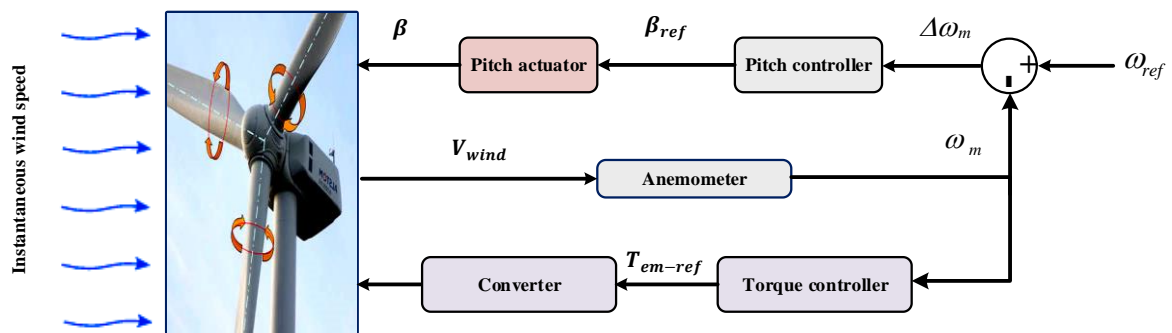 Instantaneous wind speed
β
Pitch actuator
β_ref
Pitch controller
Δω_m
+
-
ω_ref
V_wind
Anemometer
ω_m
Converter
T_em-ref
Torque controller